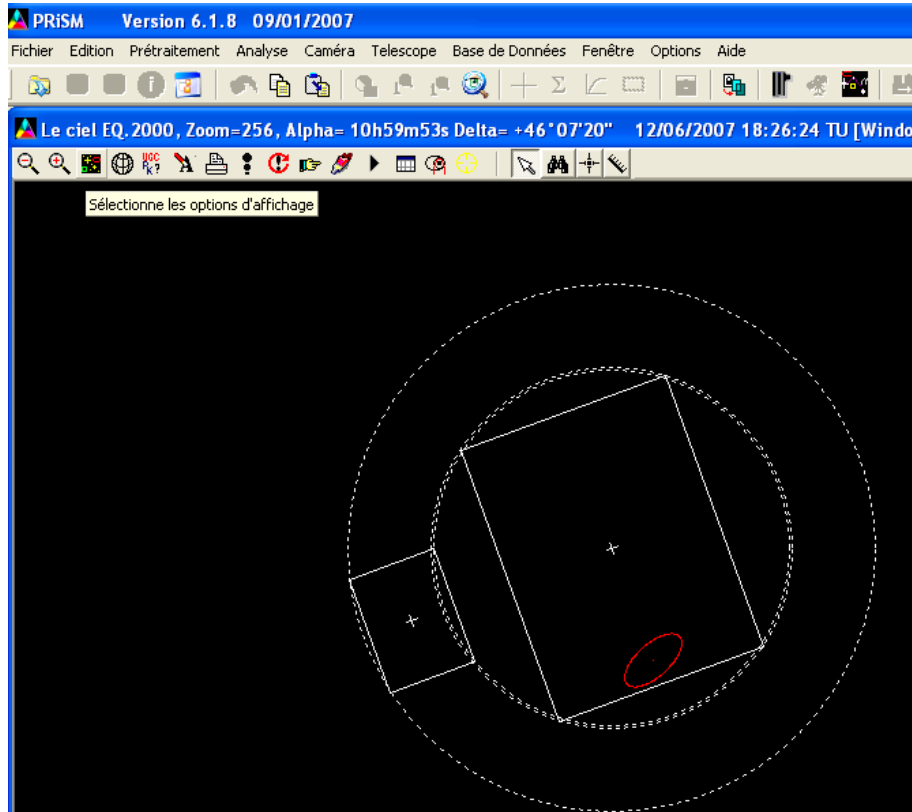 PRiSM Version 6.1.8 09/01/2007
Fichier Edition Prétraitement Analyse Caméra Telescope Base de Données Fenêtre Options Aide
Le ciel EQ.2000, Zoom=256, Alpha= 10h59m53s Delta= +46°07'20" 12/06/2007 18:26:24 TU [Windo
Sélectionne les options d'affichage